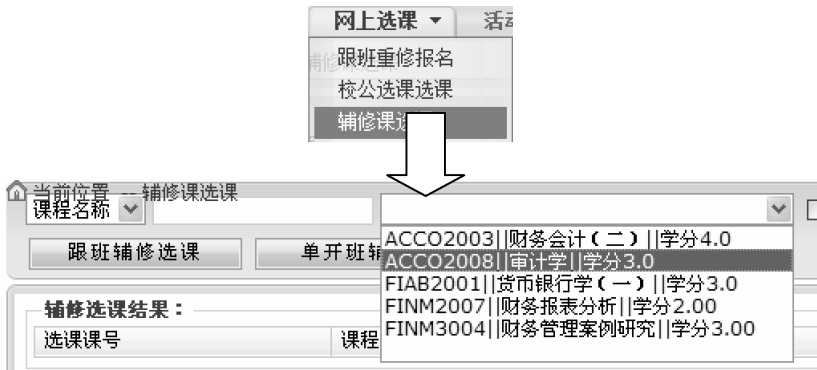 网上选课 ▼ 活动
跟班重修报名
校公选课选课
辅修课选
当前位置 -- 辅修课选课
课程名称
跟班辅修选课 单开班辅
ACCO2003||财务会计(二)||学分4.0
ACCO2008||审计学||学分3.0
FIAB2001||货币银行学(一)||学分3.0
FINM2007||财务报表分析||学分2.00
FINM3004||财务管理案例研究||学分3.00
辅修选课结果:
选课课号 课程